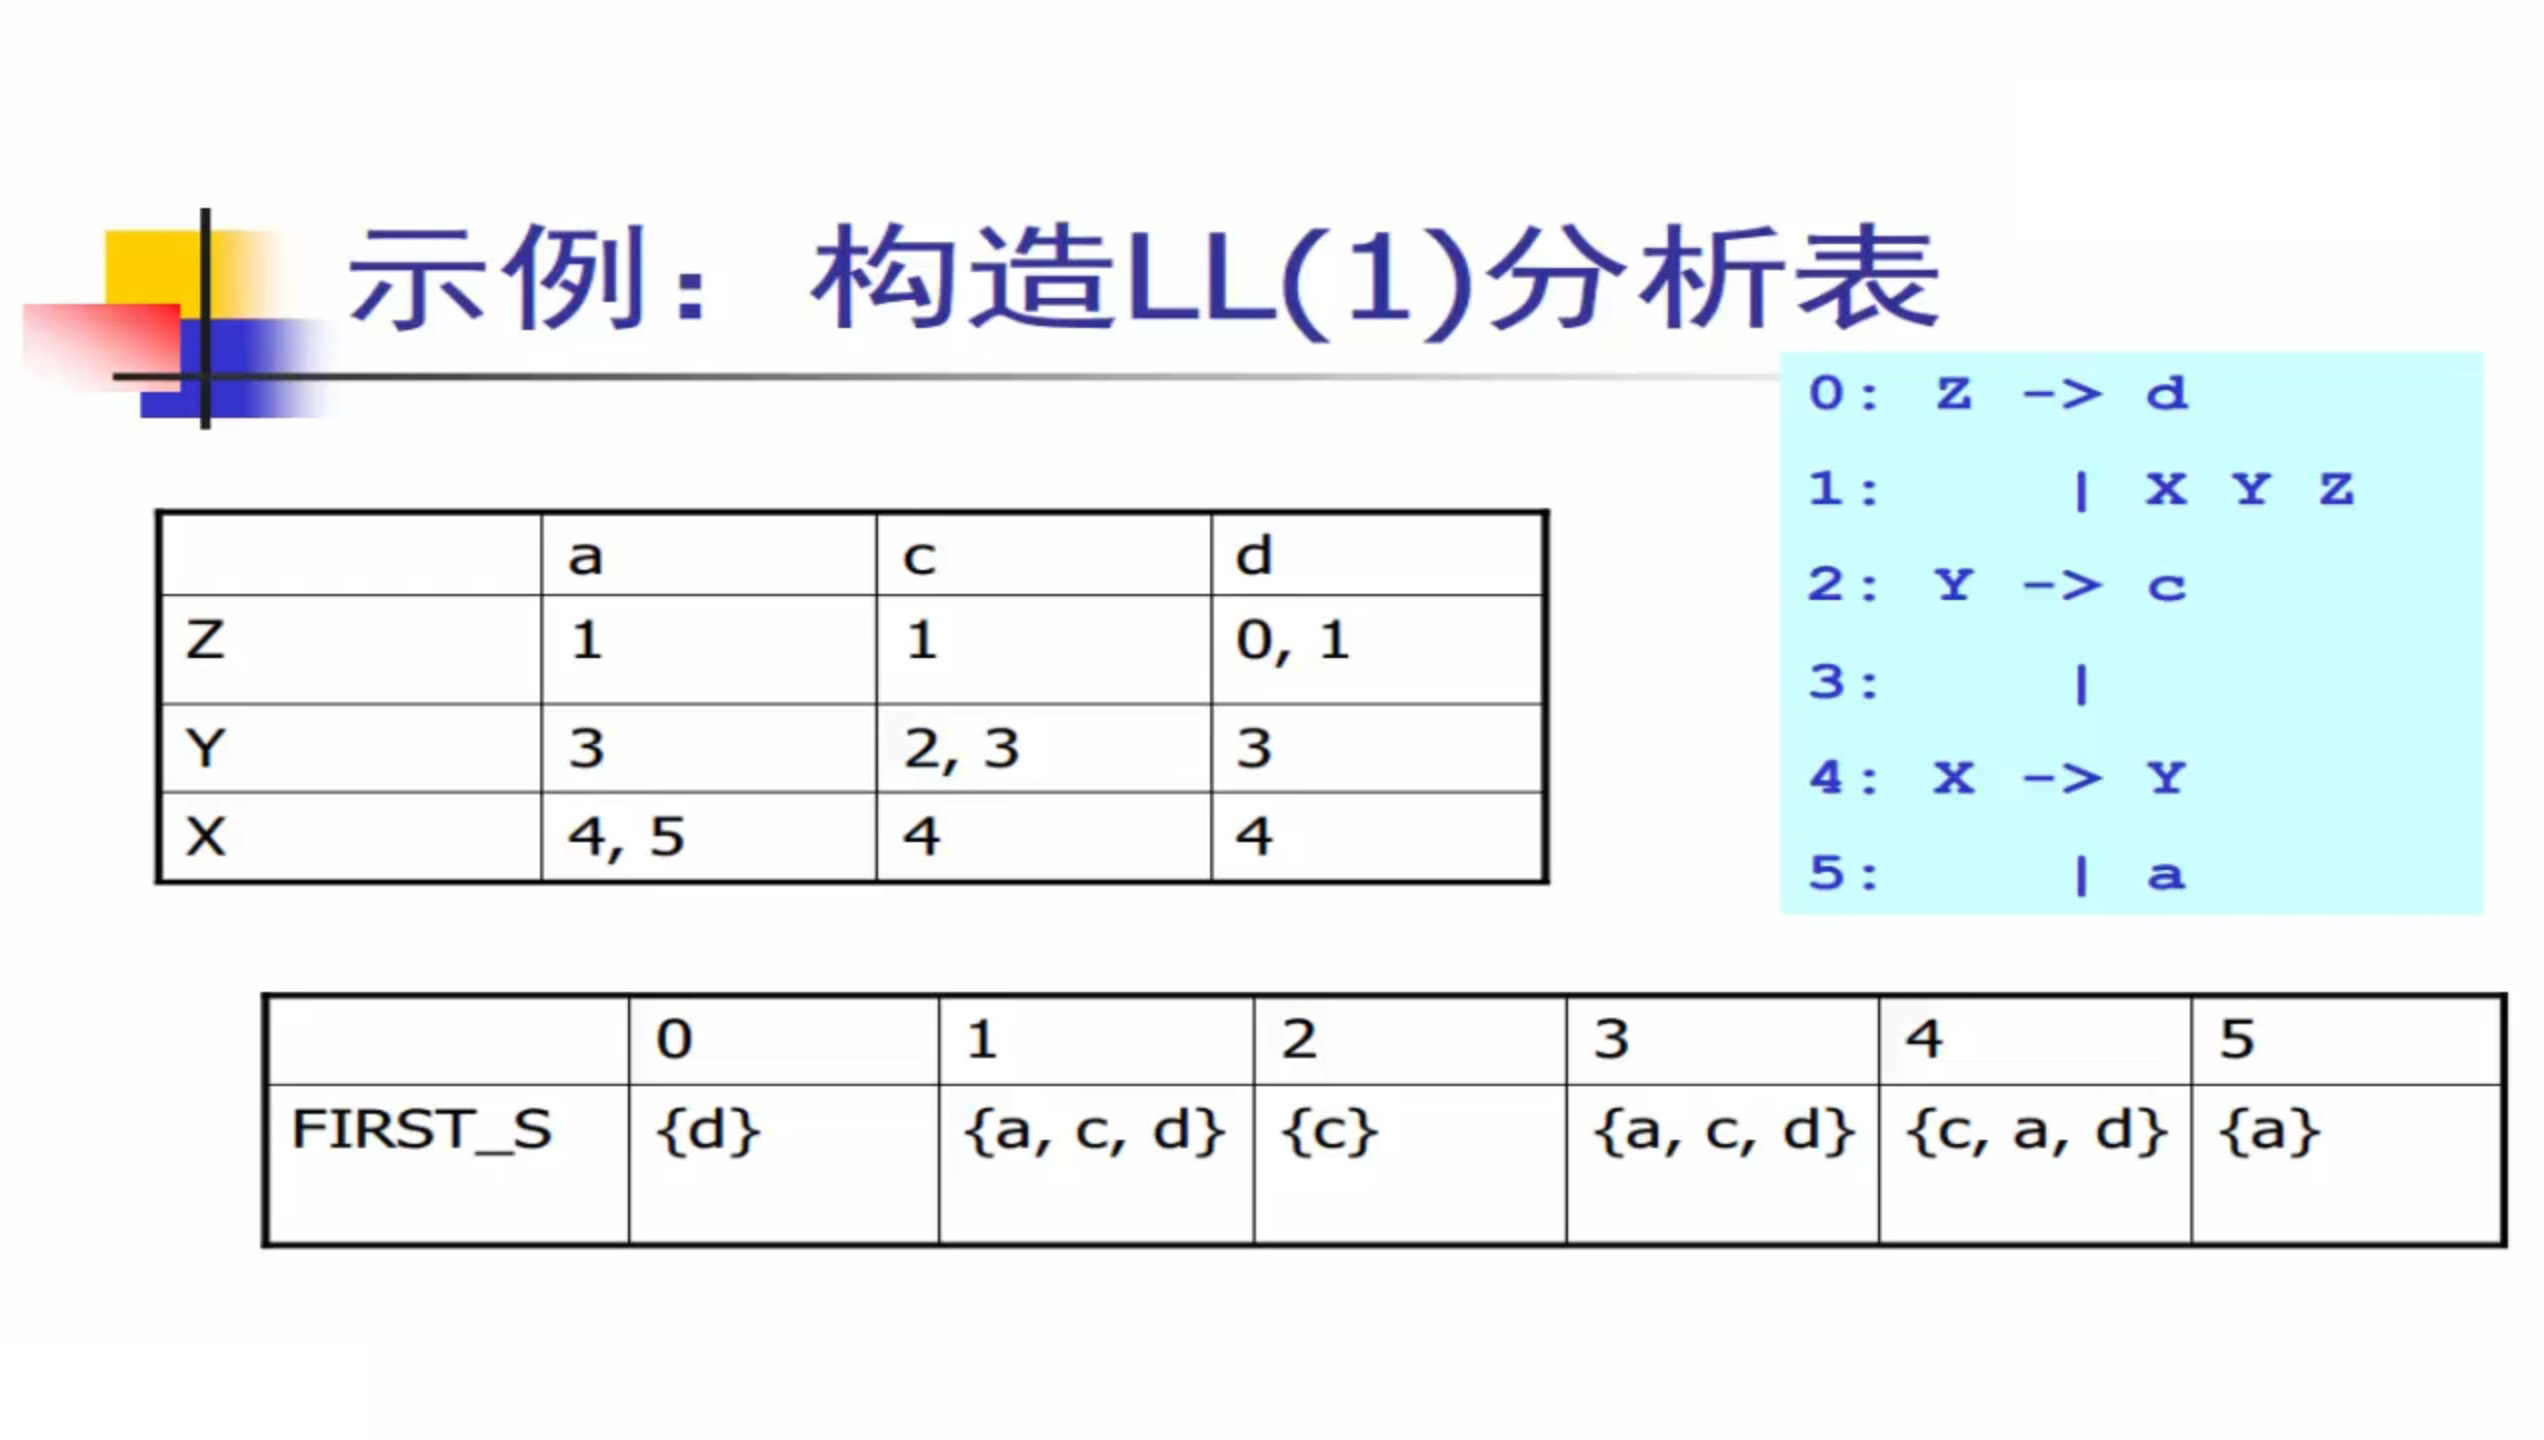 示例：构造LL(1)分析表
0: Z -> d
1: | X Y Z
2: Y -> c
3: |
4: X -> Y
5: | a
a c d
Z 1 1 0, 1
Y 3 2, 3 3
X 4, 5 4 4
0 1 2 3 4 5
FIRST_S {d} {a, c, d} {c} {a, c, d} {c, a, d} {a}